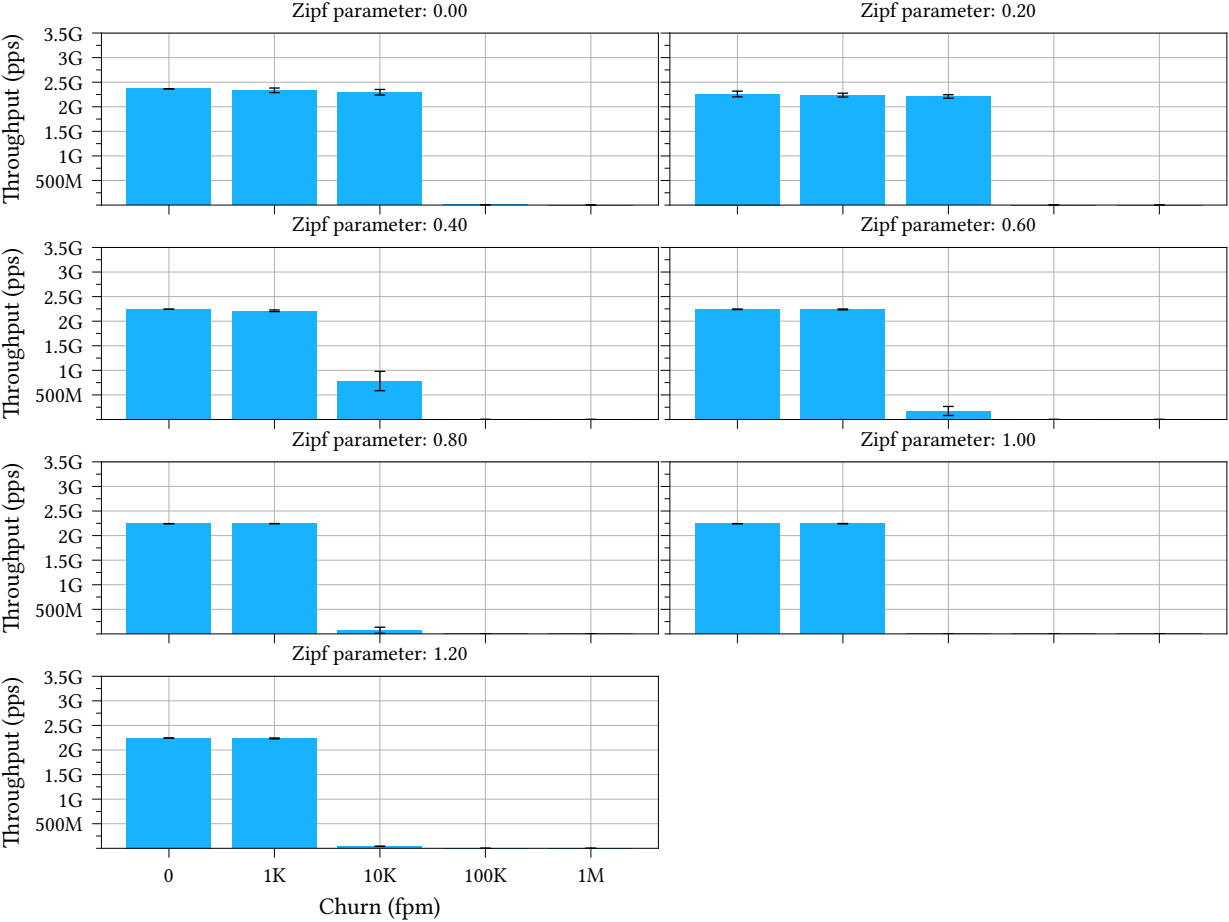 Zipf parameter: 0.00
Zipf parameter: 0.20
Throughput (pps)
3.5G
3G
2.5G
2G
1.5G
1G
500M
Zipf parameter: 0.40
Zipf parameter: 0.60
Throughput (pps)
3.5G
3G
2.5G
2G
1.5G
1G
500M
Zipf parameter: 0.80
Zipf parameter: 1.00
Throughput (pps)
3.5G
3G
2.5G
2G
1.5G
1G
500M
Zipf parameter: 1.20
Throughput (pps)
3.5G
3G
2.5G
2G
1.5G
1G
500M
0 1K 10K 100K 1M
Churn (fpm)